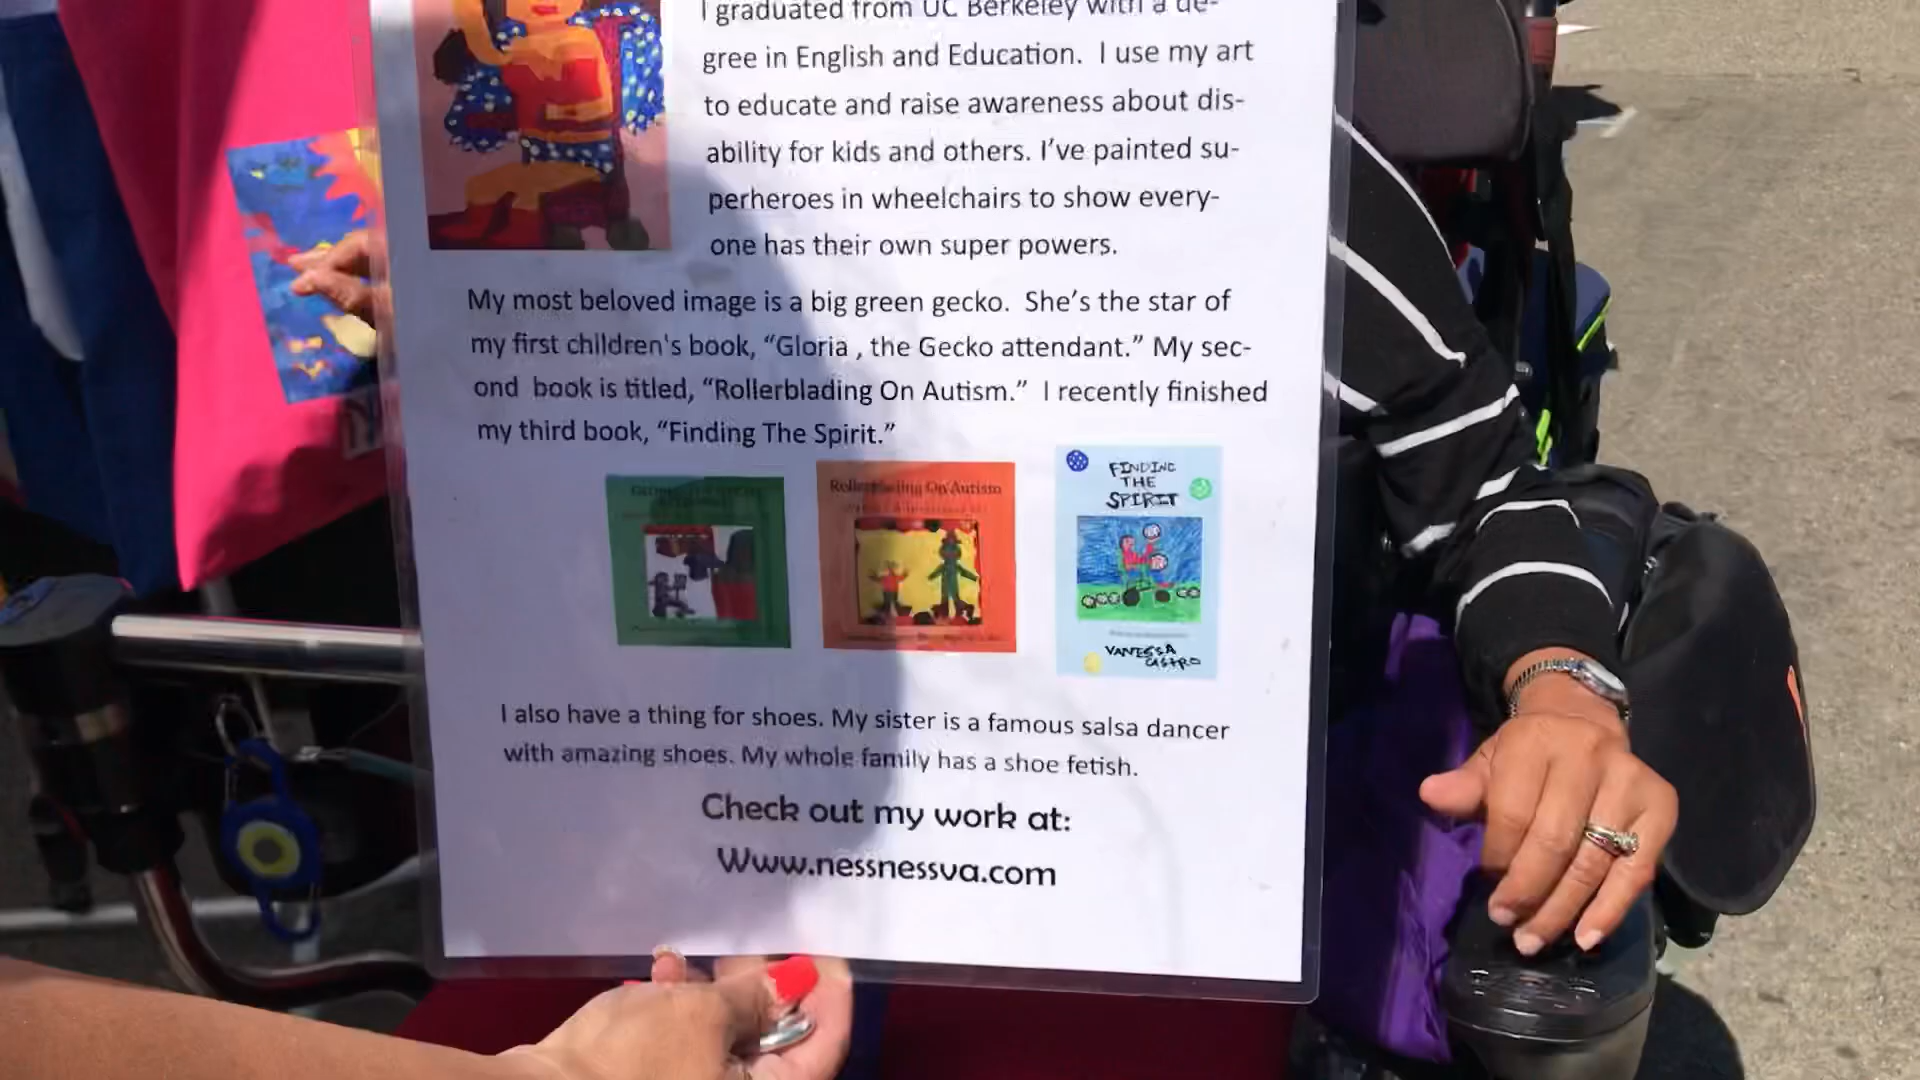 I graduated from UC Berkeley with a de-
gree in English and Education. I use my art
to educate and raise awareness about dis-
ability for kids and others. I've painted su-
perheroes in wheelchairs to show every-
one has their own super powers.
My most beloved image is a big green gecko. She's the star of
my first children's book, “Gloria , the Gecko attendant.” My sec-
ond book is titled, “Rollerblading On Autism.” I recently finished
my third book, “Finding The Spirit.”
Rollerblading On Autism
FINDING
THE
SPIRIT
VANESSA
CASTRO
I also have a thing for shoes. My sister is a famous salsa dancer
with amazing shoes. My whole family has a shoe fetish.
Check out my work at:
Www.nessnessva.com